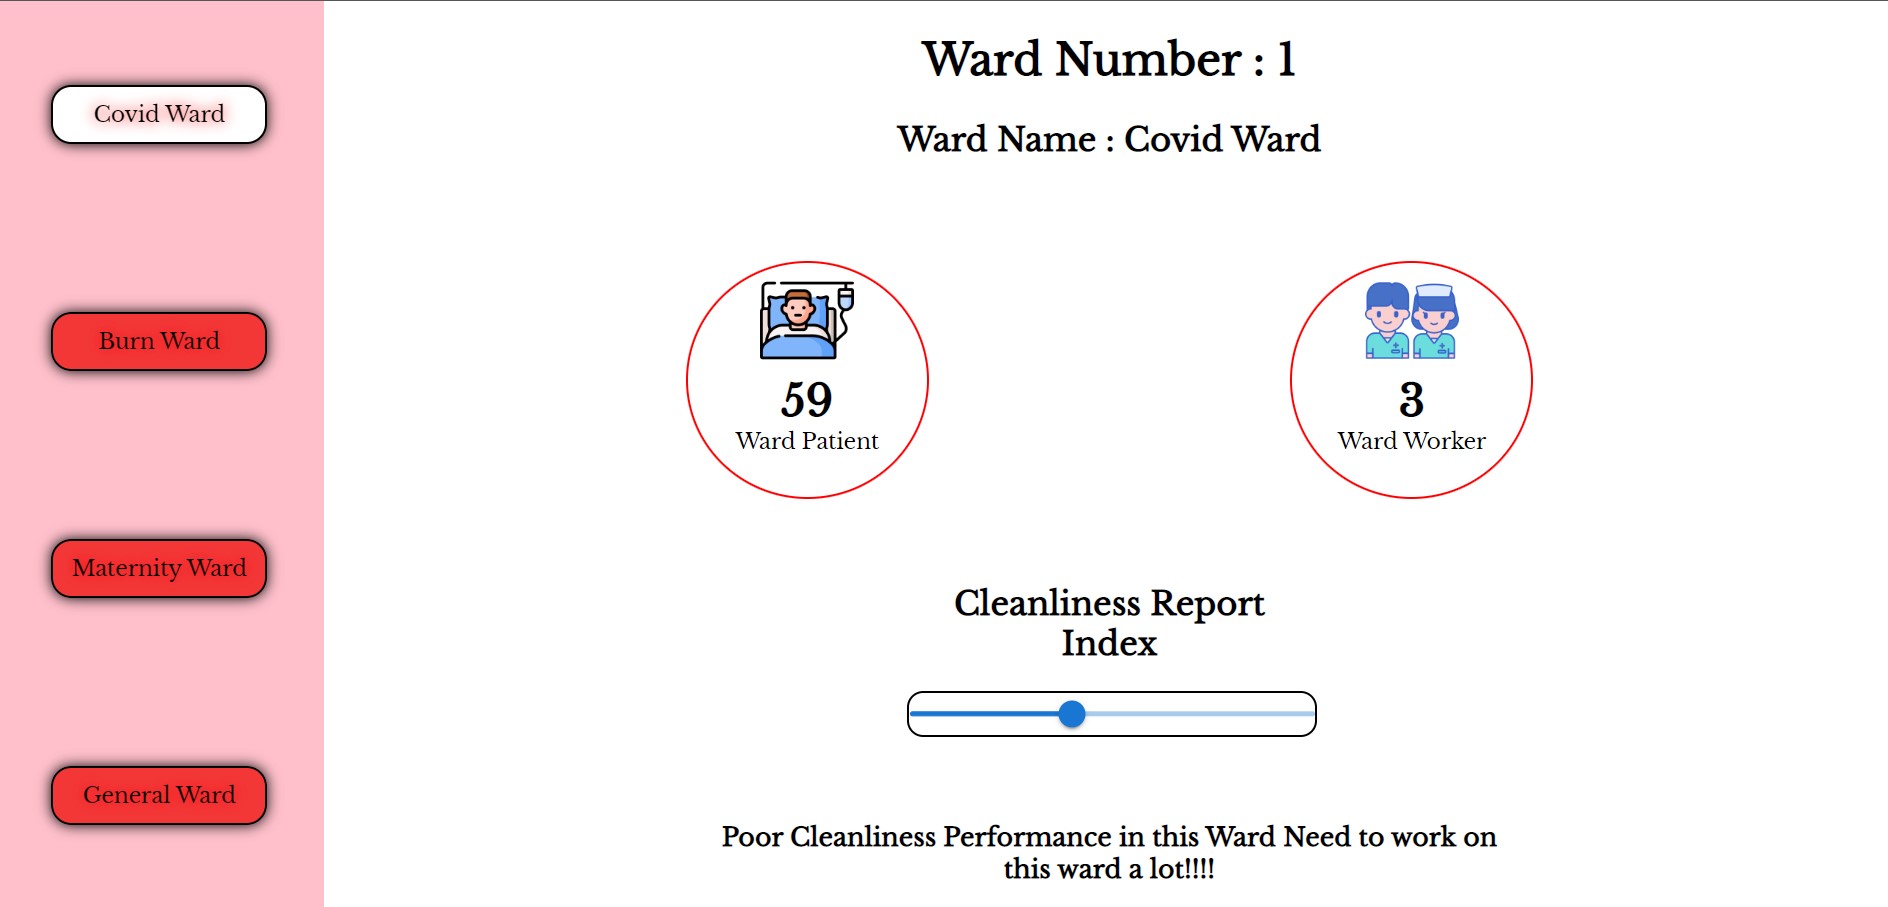 Covid Ward
Burn Ward
Maternity Ward
General Ward
Ward Number : 1
Ward Name : Covid Ward
59
Ward Patient
3
Ward Worker
Cleanliness Report
Index
Poor Cleanliness Performance in this Ward Need to work on
this ward a lot!!!!